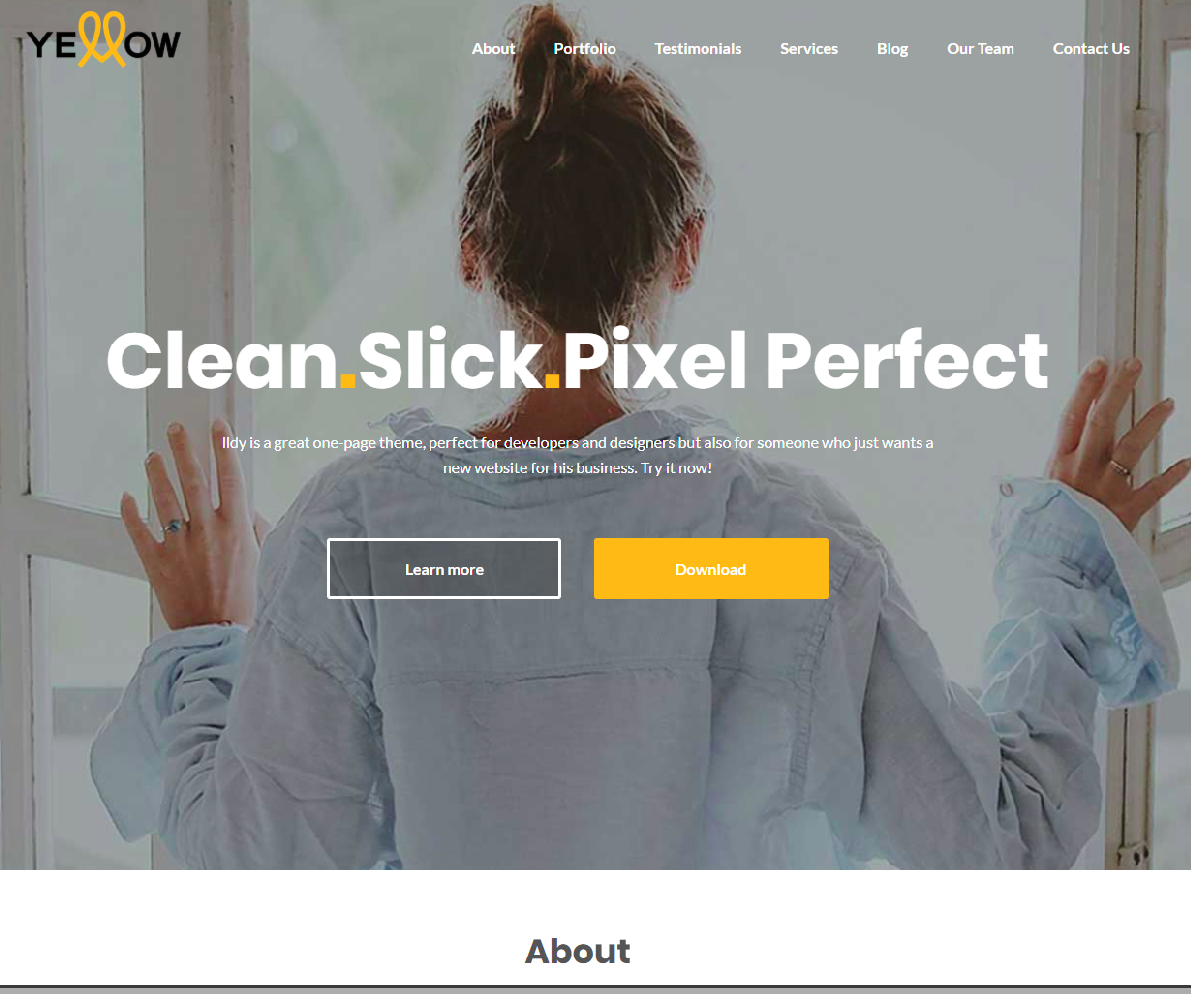 YELLOW
About Portfolio Testimonials Services Blog Our Team Contact Us
Clean.Slick.Pixel Perfect
Ildy is a great one-page theme, perfect for developers and designers but also for someone who just wants a
new website for his business. Try it now!
Learn more Download
About